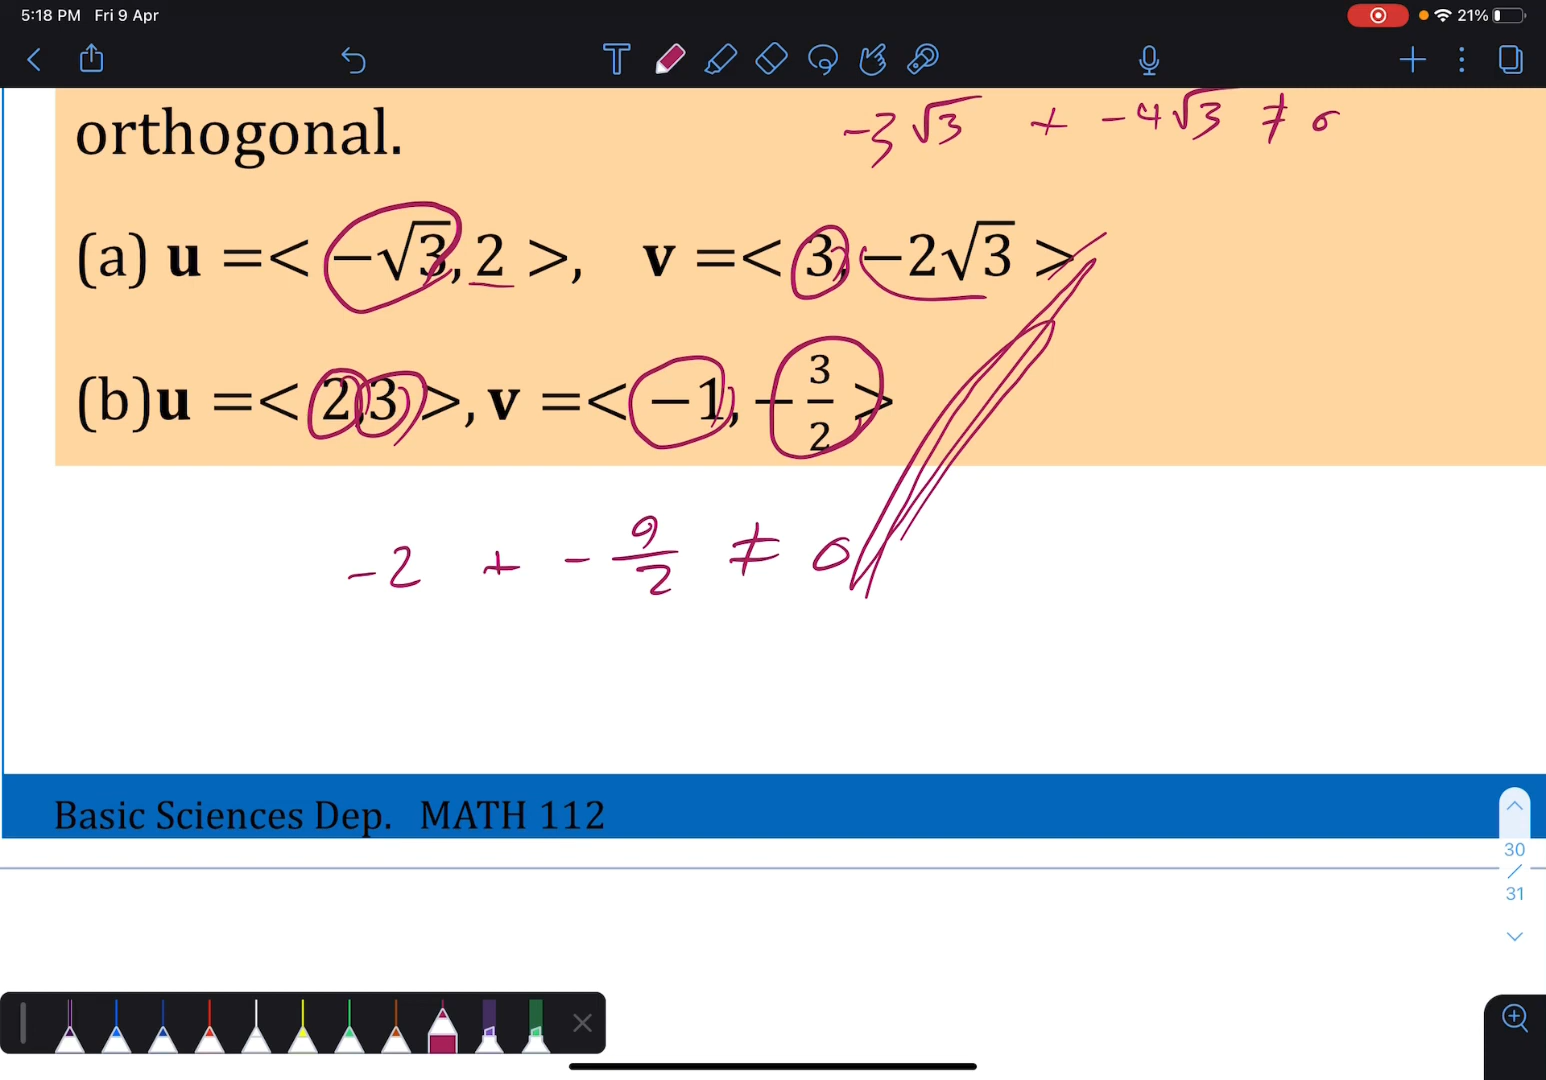 5:18 PM Fri 9 Apr
21%
orthogonal.
-3√3 + -4√3 ≠ 0
(a) u =< −√3, 2 >, v =< 3, −2√3 >
(b)u =< 2,3 >, v =< −1, −3/2 >
-2 + -9/2 ≠ 0
Basic Sciences Dep. MATH 112
30
/
31